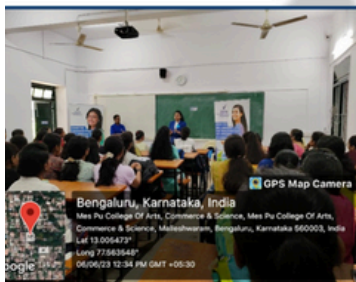 GPS Map Camera
Bengaluru, Karnataka, India
Mes Pu College Of Arts, Commerce & Science, Mes Pu College Of Arts,
Commerce & Science, Malleshwaram, Bengaluru, Karnataka 560003, India
Lat 13.005473°
Long 77.563548°
06/06/23 12:34 PM GMT +05:30